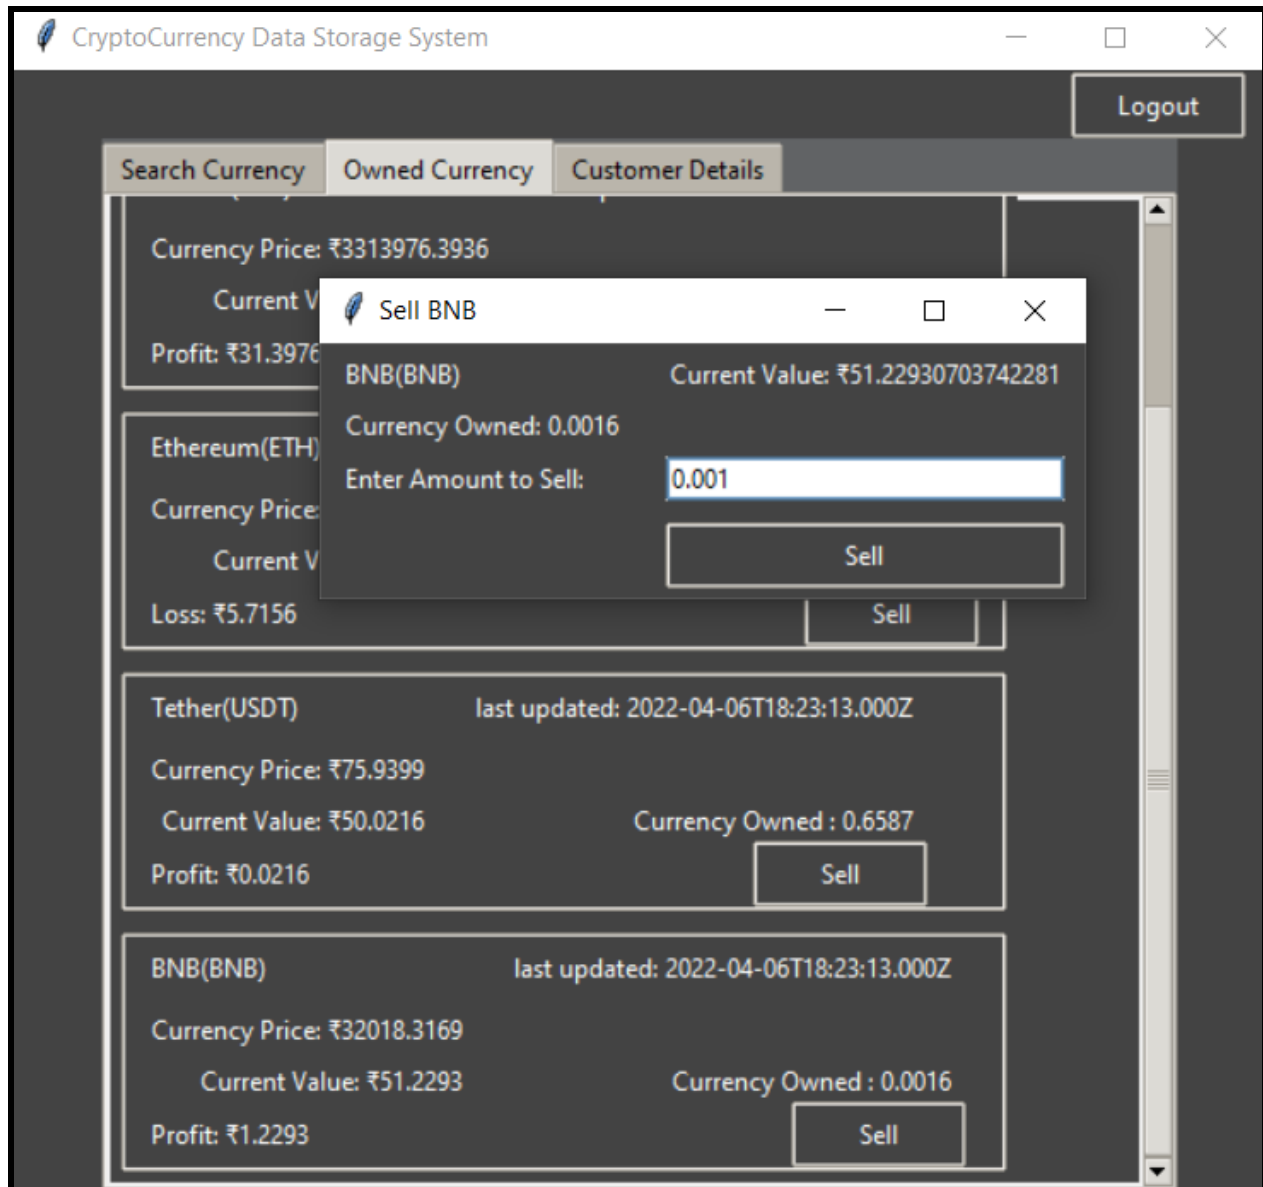 CryptoCurrency Data Storage System
Logout
Search Currency Owned Currency Customer Details
Currency Price: ₹3313976.3936
Current V
Profit: ₹31.3976
Sell BNB
BNB(BNB) Current Value: ₹51.22930703742281
Currency Owned: 0.0016
Enter Amount to Sell: 0.001
Sell
Ethereum(ETH)
Currency Price:
Current V
Loss: ₹5.7156 Sell
Tether(USDT) last updated: 2022-04-06T18:23:13.000Z
Currency Price: ₹75.9399
Current Value: ₹50.0216 Currency Owned : 0.6587
Profit: ₹0.0216 Sell
BNB(BNB) last updated: 2022-04-06T18:23:13.000Z
Currency Price: ₹32018.3169
Current Value: ₹51.2293 Currency Owned : 0.0016
Profit: ₹1.2293 Sell